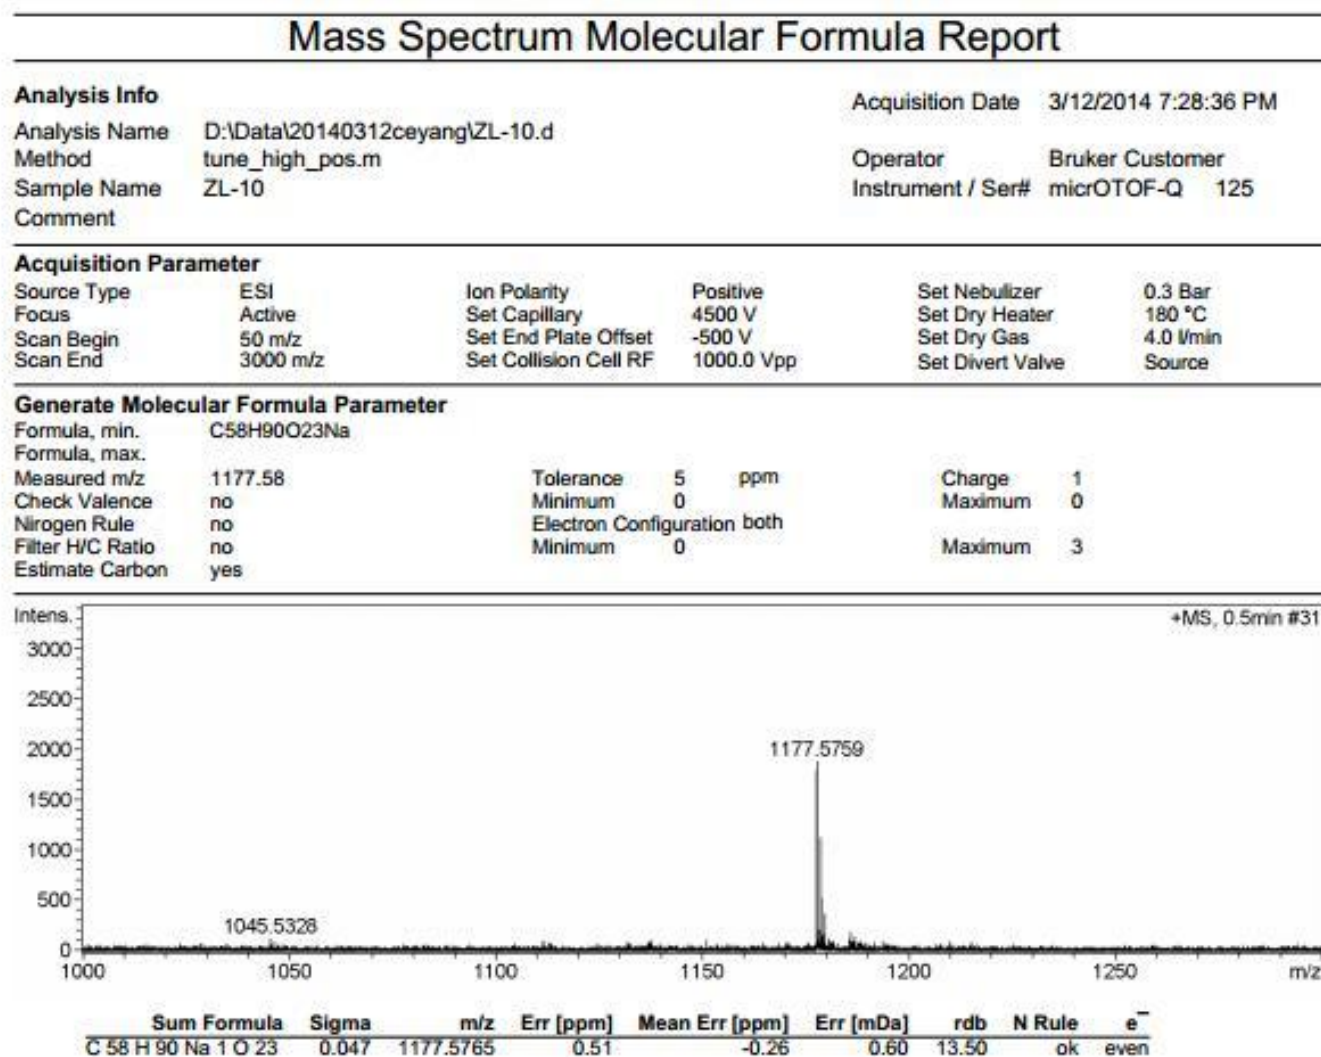 Mass Spectrum Molecular Formula Report
Analysis Info
Acquisition Date 3/12/2014 7:28:36 PM
Analysis Name D:\Data\20140312ceyang\ZL-10.d
Method tune_high_pos.m
Operator Bruker Customer
Sample Name ZL-10
Instrument / Ser# micrOTOF-Q 125
Comment
Acquisition Parameter
Source Type ESI Ion Polarity Positive Set Nebulizer 0.3 Bar
Focus Active Set Capillary 4500 V Set Dry Heater 180 °C
Scan Begin 50 m/z Set End Plate Offset -500 V Set Dry Gas 4.0 l/min
Scan End 3000 m/z Set Collision Cell RF 1000.0 Vpp Set Divert Valve Source
Generate Molecular Formula Parameter
Formula, min. C58H90O23Na
Formula, max.
Measured m/z 1177.58 Tolerance 5 ppm Charge 1
Check Valence no Minimum 0 Maximum 0
Nirogen Rule no Electron Configuration both
Filter H/C Ratio no Minimum 0 Maximum 3
Estimate Carbon yes
Intens. +MS, 0.5min #31
3000
2500
2000 1177.5759
1500
1000
500 1045.5328
0
1000 1050 1100 1150 1200 1250 m/z
Sum Formula Sigma m/z Err [ppm] Mean Err [ppm] Err [mDa] rdb N Rule e⁻
C 58 H 90 Na 1 O 23 0.047 1177.5765 0.51 -0.26 0.60 13.50 ok even